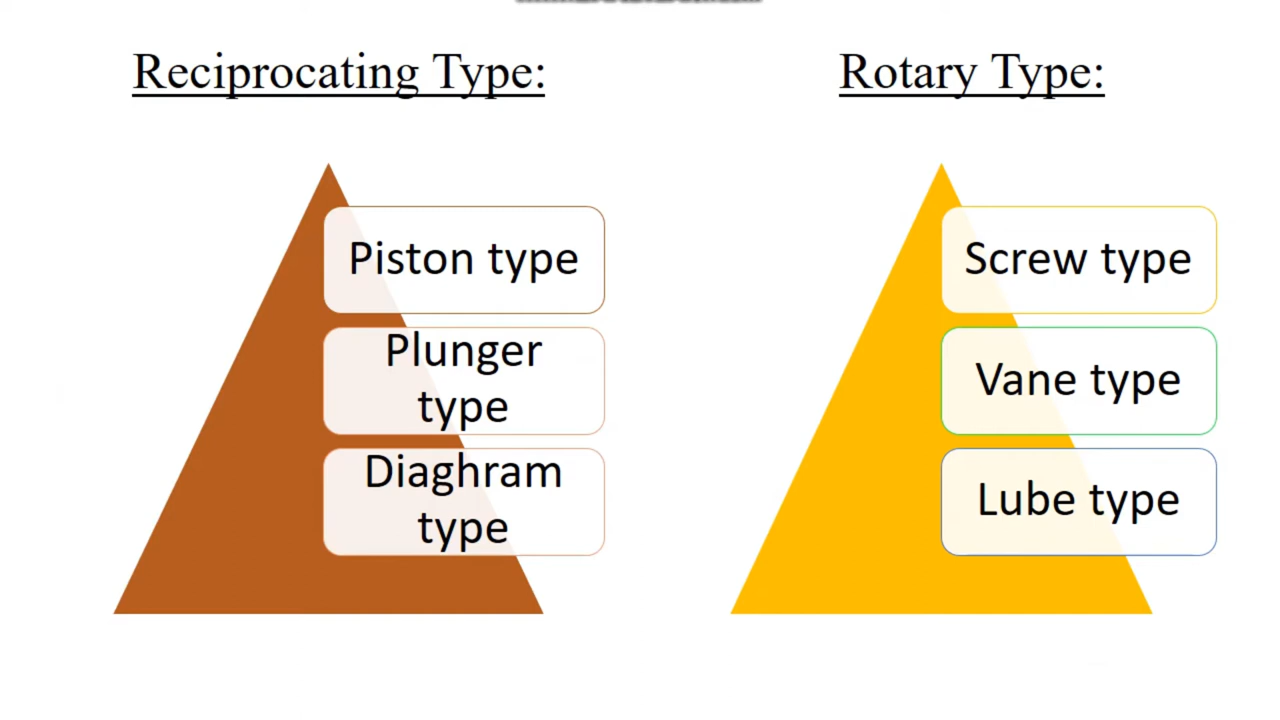 Reciprocating Type:
Piston type
Plunger
type
Diaghram
type
Rotary Type:
Screw type
Vane type
Lube type